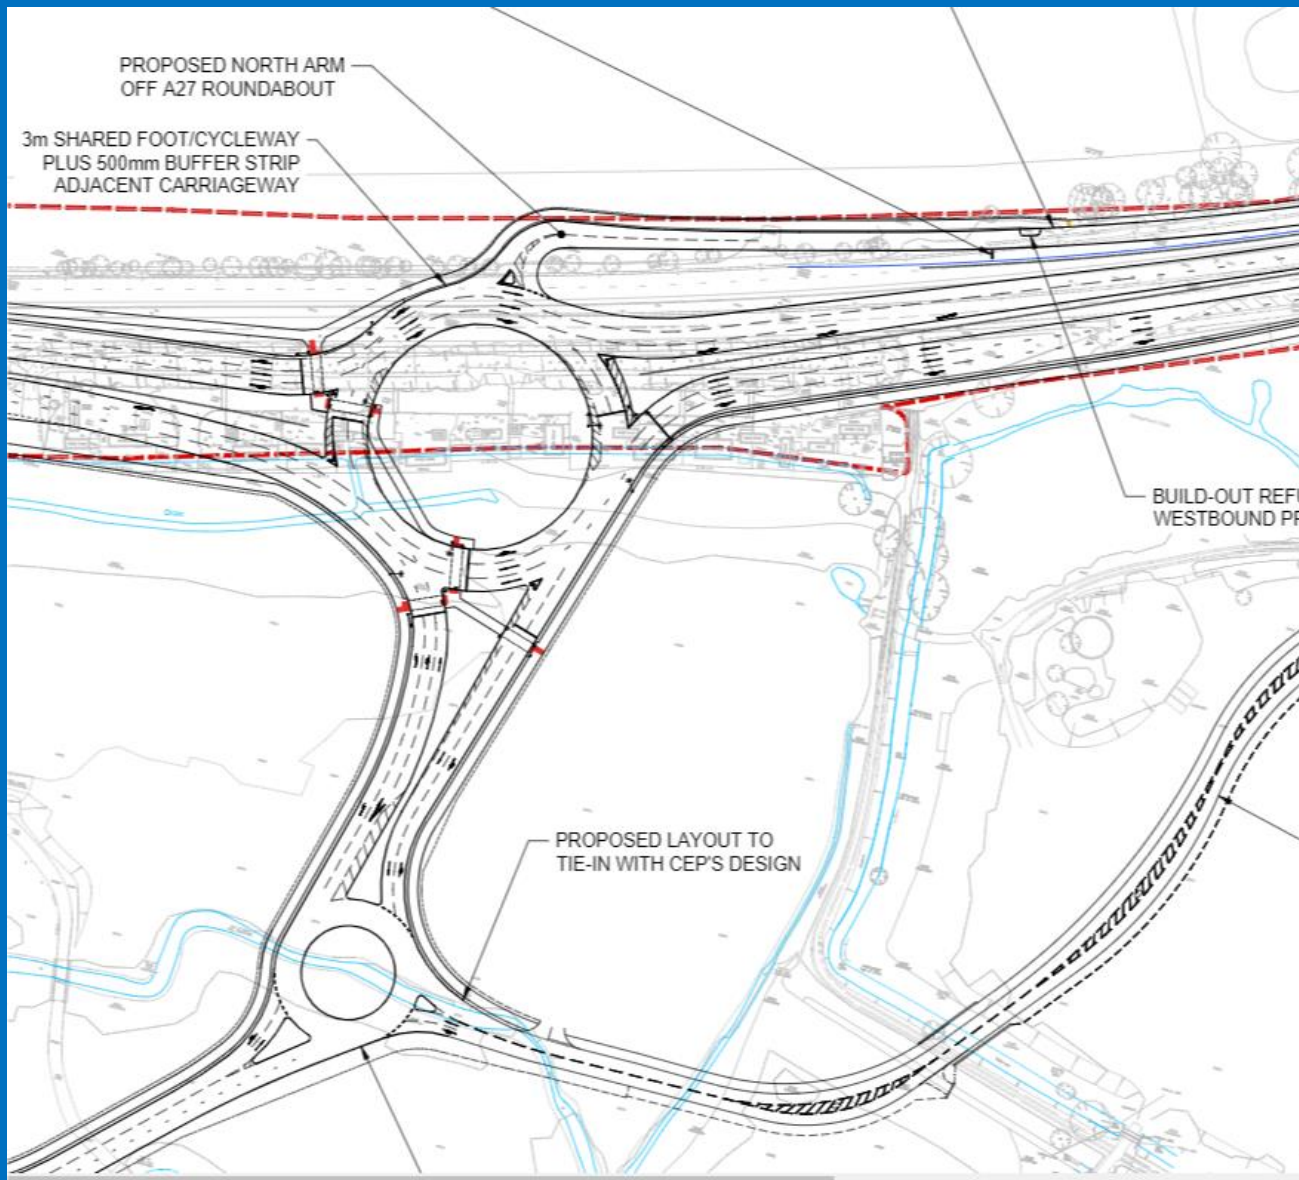 PROPOSED NORTH ARM
OFF A27 ROUNDABOUT
3m SHARED FOOT/CYCLEWAY
PLUS 500mm BUFFER STRIP
ADJACENT CARRIAGEWAY
BUILD-OUT REFU
WESTBOUND PR
Drain
PROPOSED LAYOUT TO
TIE-IN WITH CEP'S DESIGN